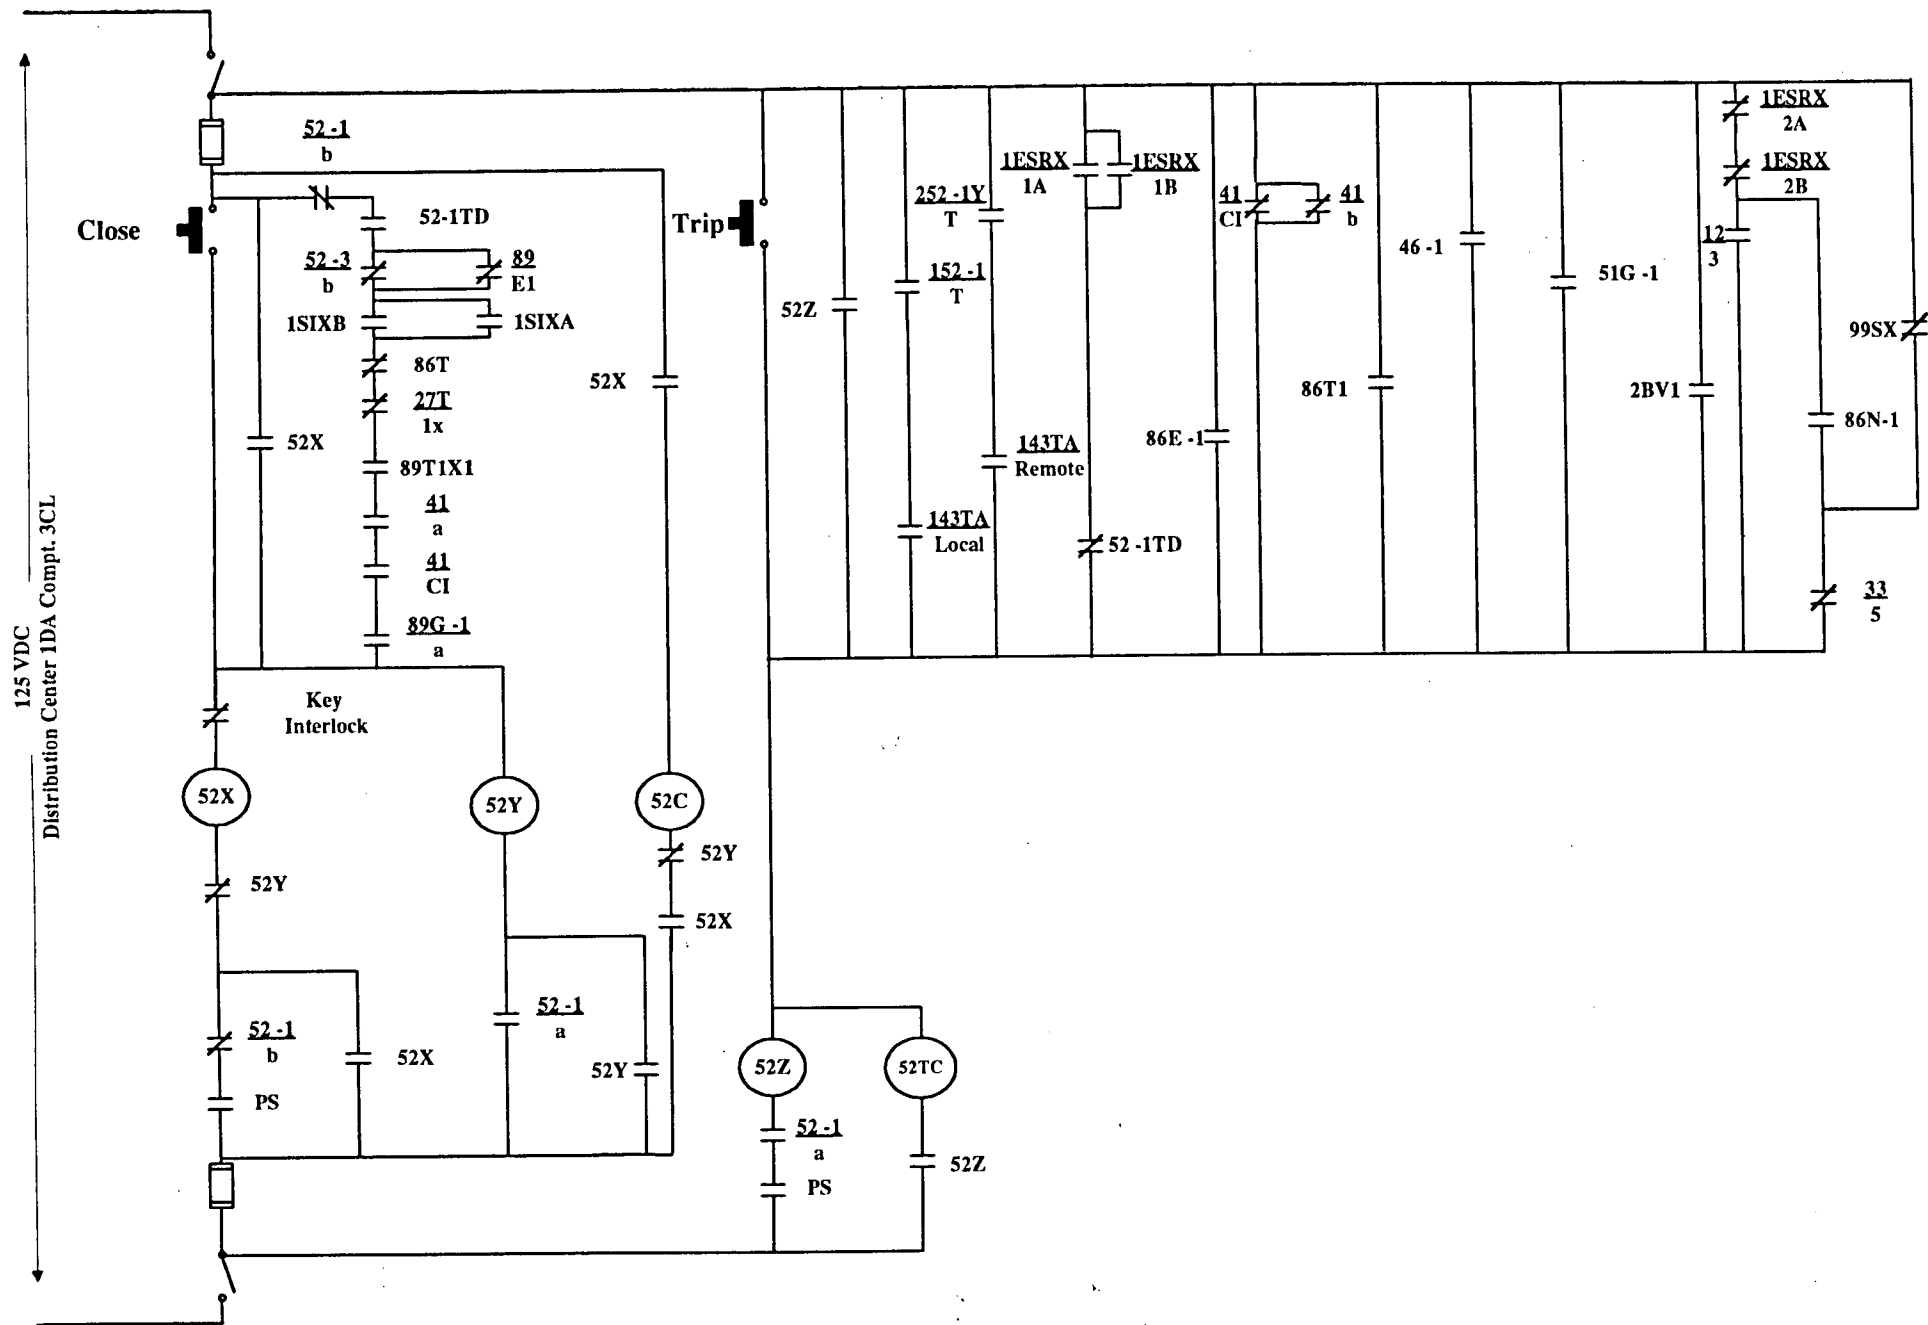 125 VDC
Distribution Center 1DA Compt. 3CL
52 -1
b
Close
52-1TD
52 -3
b
89
E1
1SIXB
1SIXA
86T
27T
1x
52X
89T1X1
41
a
41
CI
89G -1
a
Key
Interlock
52X
52Y
52C
52X
52Y
52Y
52X
52 -1
b
52X
PS
52 -1
a
52Y
Trip
52Z
152 -1
T
143TA
Local
252 -1Y
T
143TA
Remote
1ESRX
1A
1ESRX
1B
52 -1TD
86E -1
41
CI
41
b
86T1
46 -1
51G -1
2BV1
1ESRX
2A
1ESRX
2B
12
3
86N-1
99SX
33
5
52Z
52TC
52 -1
a
PS
52Z